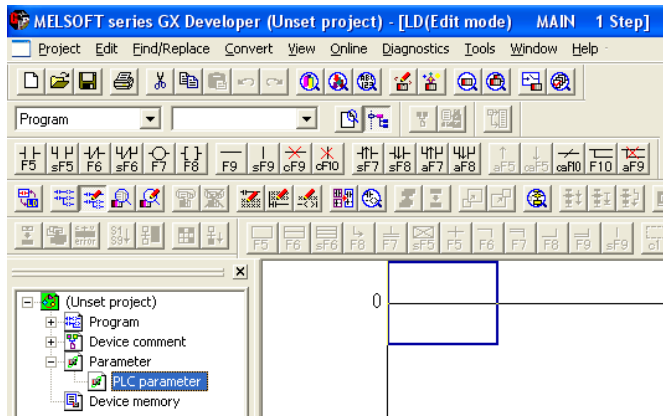 MELSOFT series GX Developer (Unset project) - [LD(Edit mode)    MAIN    1 Step]
Project  Edit  Find/Replace  Convert  View  Online  Diagnostics  Tools  Window  Help
Program
F5 sF5 F6 sF6 F7 F8 F9 sF9 cF9 cF10 sF7 sF8 aF7 aF8 aF5 caF5 caF10 F10 aF9
error S1 S9
F5 F6 sF6 F8 F7 sF5 F5 F6 F7 F8 F9 sF9
(Unset project)
0
Program
Device comment
Parameter
PLC parameter
Device memory